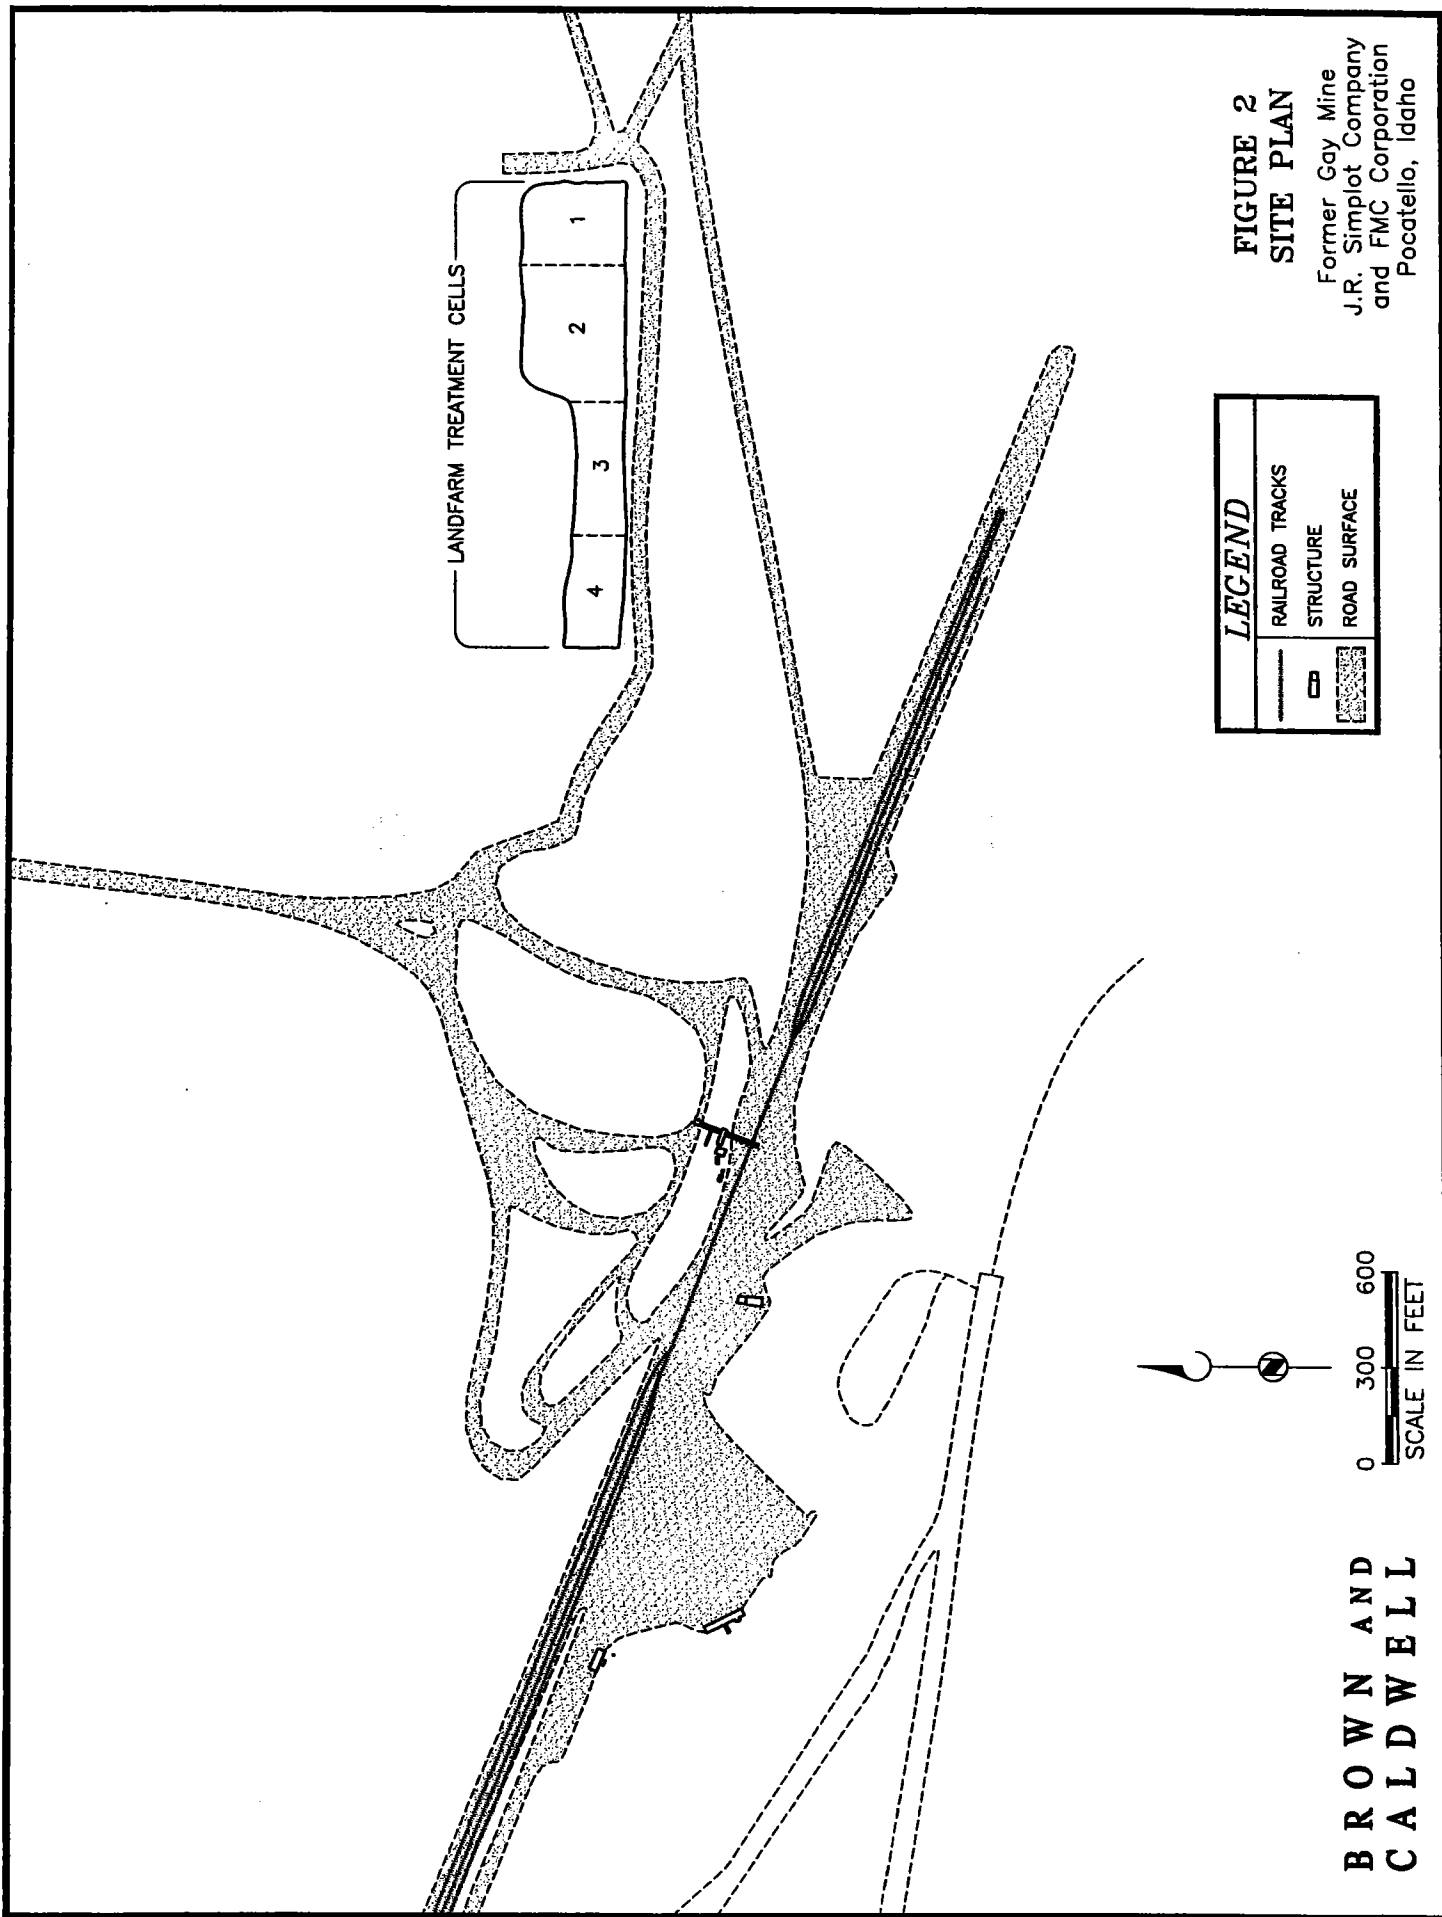 LANDFARM TREATMENT CELLS
4
3
2
1
BROWN AND
CALDWELL
0 300 600
SCALE IN FEET
N
LEGEND
RAILROAD TRACKS
STRUCTURE
ROAD SURFACE
FIGURE 2
SITE PLAN
Former Gay Mine
J.R. Simplot Company
and FMC Corporation
Pocatello, Idaho